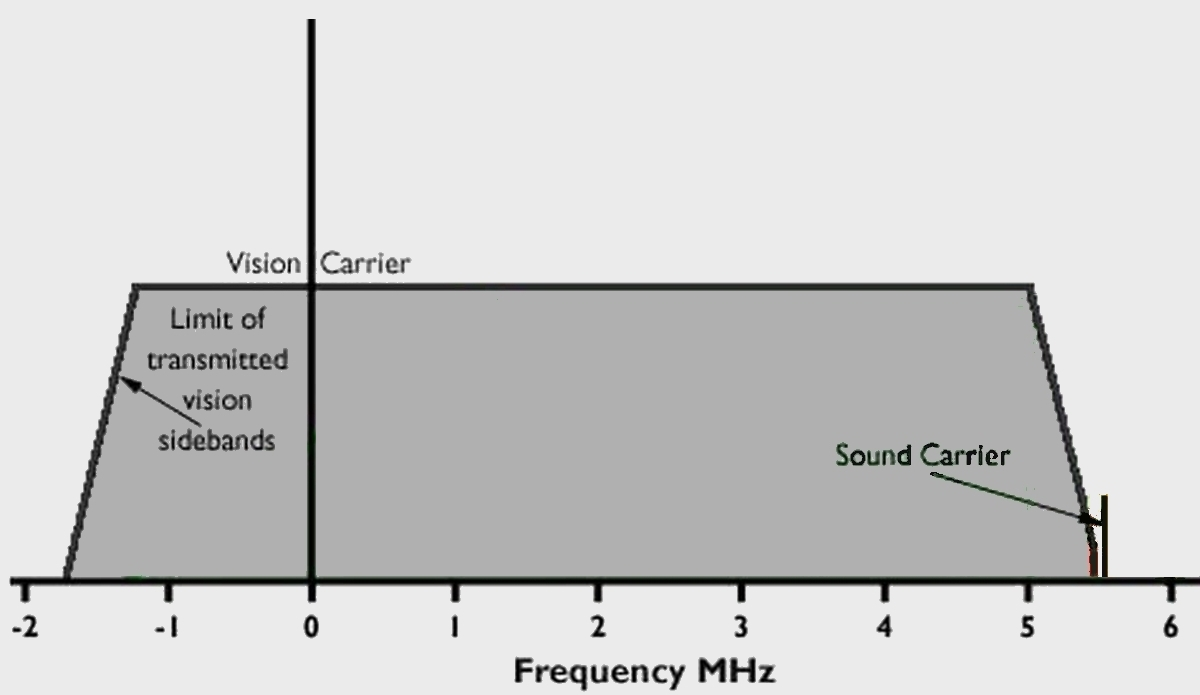 Vision Carrier
Limit of
transmitted
vision
sidebands
Sound Carrier
-2 -1 0 1 2 3 4 5 6
Frequency MHz